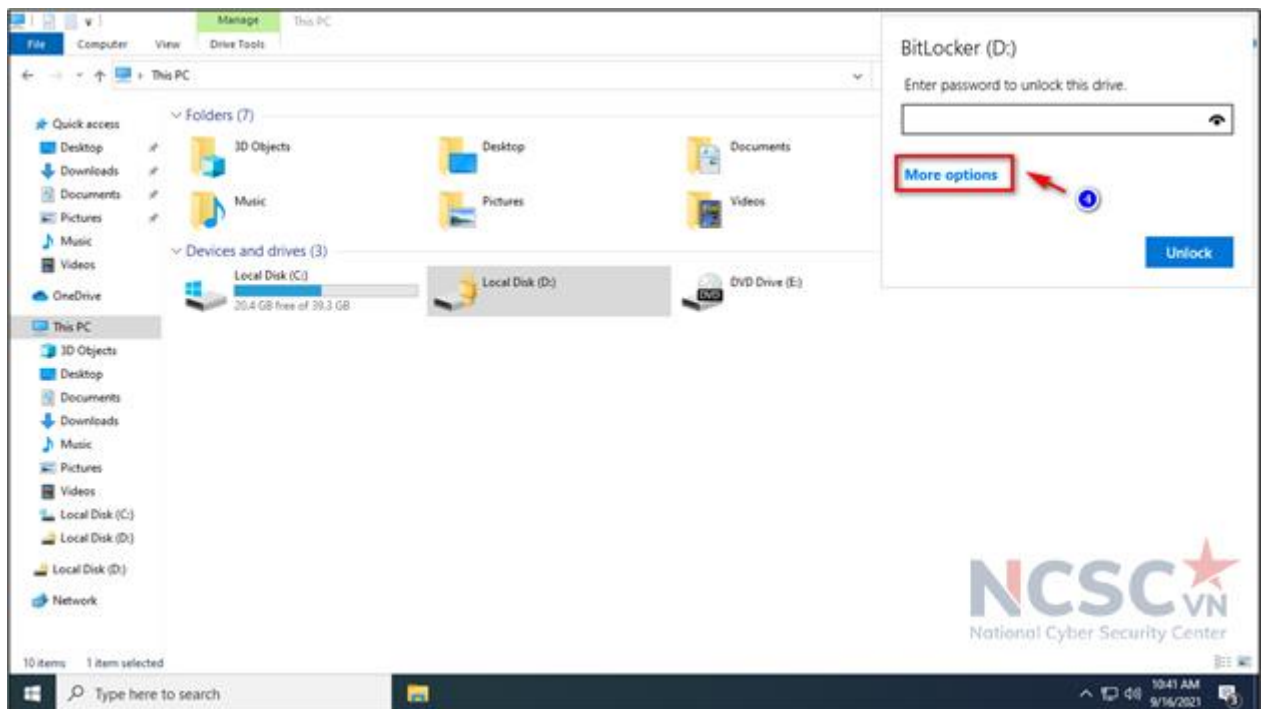 Manage
This PC
File
Computer
View
Drive Tools
This PC
Quick access
Desktop
Downloads
Documents
Pictures
Music
Videos
OneDrive
This PC
3D Objects
Desktop
Documents
Downloads
Music
Pictures
Videos
Local Disk (C:)
Local Disk (D:)
Local Disk (D:)
Network
Folders (7)
3D Objects
Desktop
Documents
Music
Pictures
Videos
Devices and drives (3)
Local Disk (C:)
20.4 GB free of 39.3 GB
Local Disk (D:)
DVD
DVD Drive (E:)
BitLocker (D:)
Enter password to unlock this drive.
More options
4
Unlock
NCSC VN
National Cyber Security Center
10 items
1 item selected
Type here to search
10:41 AM
9/16/2021